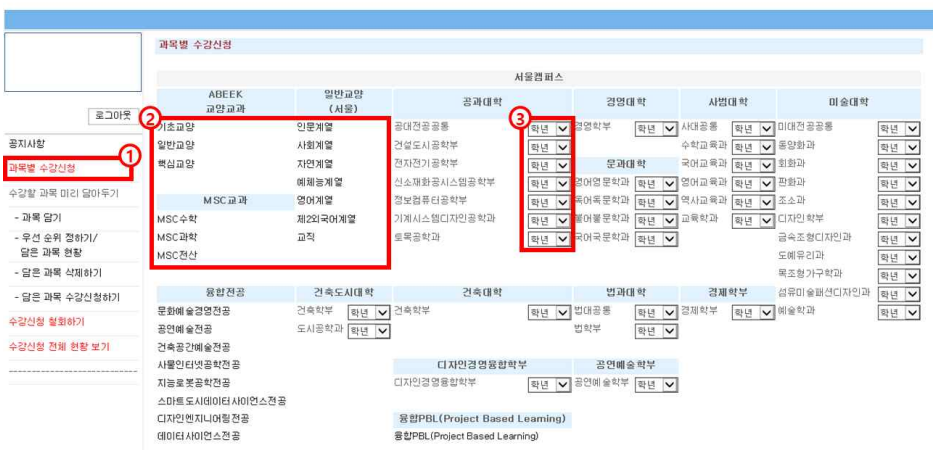 과목별 수강신청
로그아웃
공지사항
과목별 수강신청
①
수강할 과목 미리 담아두기
- 과목 담기
- 우선 순위 정하기/
담은 과목 현황
- 담은 과목 삭제하기
- 담은 과목 수강신청하기
수강신청 철회하기
수강신청 전체 현황 보기
서울캠퍼스
ABEEK
교양교과
②
기초교양
일반교양
핵심교양
MSC교과
MSC수학
MSC과학
MSC전산
일반교양
(서울)
인문계열
사회계열
자연계열
예체능계열
영어계열
제2외국어계열
교직
공과대학
③
공대전공공통 학년
건설도시공학부 학년
전자전기공학부 학년
신소재화공시스템공학부 학년
정보컴퓨터공학부 학년
기계시스템디자인공학과 학년
토목공학과 학년
경영대학
경영학부 학년
문과대학
영어영문학과 학년
독어독문학과 학년
불어불문학과 학년
국어국문학과 학년
사범대학
사대공통 학년
수학교육과 학년
국어교육과 학년
영어교육과 학년
역사교육과 학년
교육학과 학년
미술대학
미대전공공통 학년
동양화과 학년
회화과 학년
판화과 학년
조소과 학년
디자인학부 학년
금속조형디자인과 학년
도예유리과 학년
목조형가구학과 학년
섬유미술패션디자인과 학년
예술학과 학년
융합전공
문화예술경영전공
공연예술전공
건축공간예술전공
사물인터넷공학전공
지능로봇공학전공
스마트도시데이터사이언스전공
디자인엔지니어링전공
데이터사이언스전공
건축도시대학
건축학부 학년
도시공학과 학년
건축대학
건축학부 학년
법과대학
법대공통 학년
법학부 학년
경제학부
경제학부 학년
디자인경영융합학부
디자인경영융합학부 학년
공연예술학부
공연예술학부 학년
융합PBL(Project Based Learning)
융합PBL(Project Based Learning)